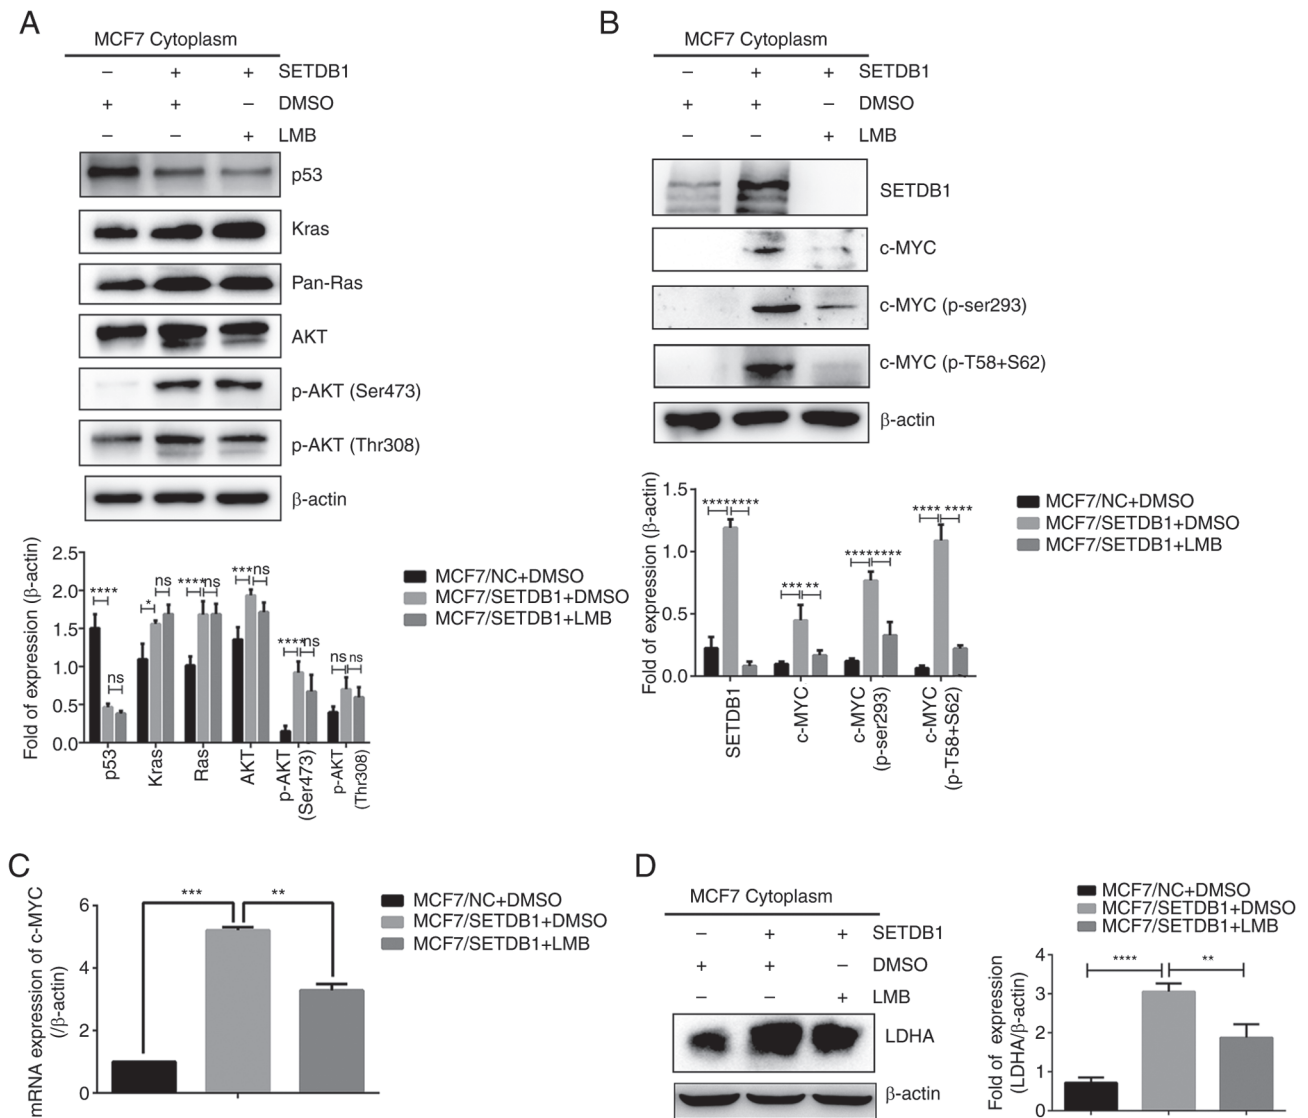 A
MCF7 Cytoplasm
– + + SETDB1
+ + – DMSO
– – + LMB
p53
Kras
Pan-Ras
AKT
p-AKT (Ser473)
p-AKT (Thr308)
β-actin
Fold of expression (β-actin)
2.5
2.0
1.5
1.0
0.5
0.0
**** ns
* ns
**** ns
*** ns
**** ns
ns ns
p53
Kras
Ras
AKT
p-AKT
(Ser473)
p-AKT
(Thr308)
MCF7/NC+DMSO
MCF7/SETDB1+DMSO
MCF7/SETDB1+LMB
B
MCF7 Cytoplasm
– + + SETDB1
+ + – DMSO
– – + LMB
SETDB1
c-MYC
c-MYC (p-ser293)
c-MYC (p-T58+S62)
β-actin
Fold of expression (β-actin)
1.5
1.0
0.5
0.0
**** ****
*** **
**** ****
**** ****
SETDB1
c-MYC
c-MYC
(p-ser293)
c-MYC
(p-T58+S62)
MCF7/NC+DMSO
MCF7/SETDB1+DMSO
MCF7/SETDB1+LMB
C
mRNA expression of c-MYC
(/β-actin)
6
4
2
0
*** **
MCF7/NC+DMSO
MCF7/SETDB1+DMSO
MCF7/SETDB1+LMB
D
MCF7 Cytoplasm
– + + SETDB1
+ + – DMSO
– – + LMB
LDHA
β-actin
MCF7/NC+DMSO
MCF7/SETDB1+DMSO
MCF7/SETDB1+LMB
Fold of expression
(LDHA/β-actin)
4
3
2
1
0
**** **